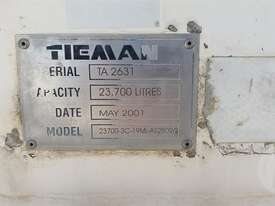 TIEMAN
ERIAL TA 2631
APACITY 23,700 LITRES
DATE MAY 2001
MODEL